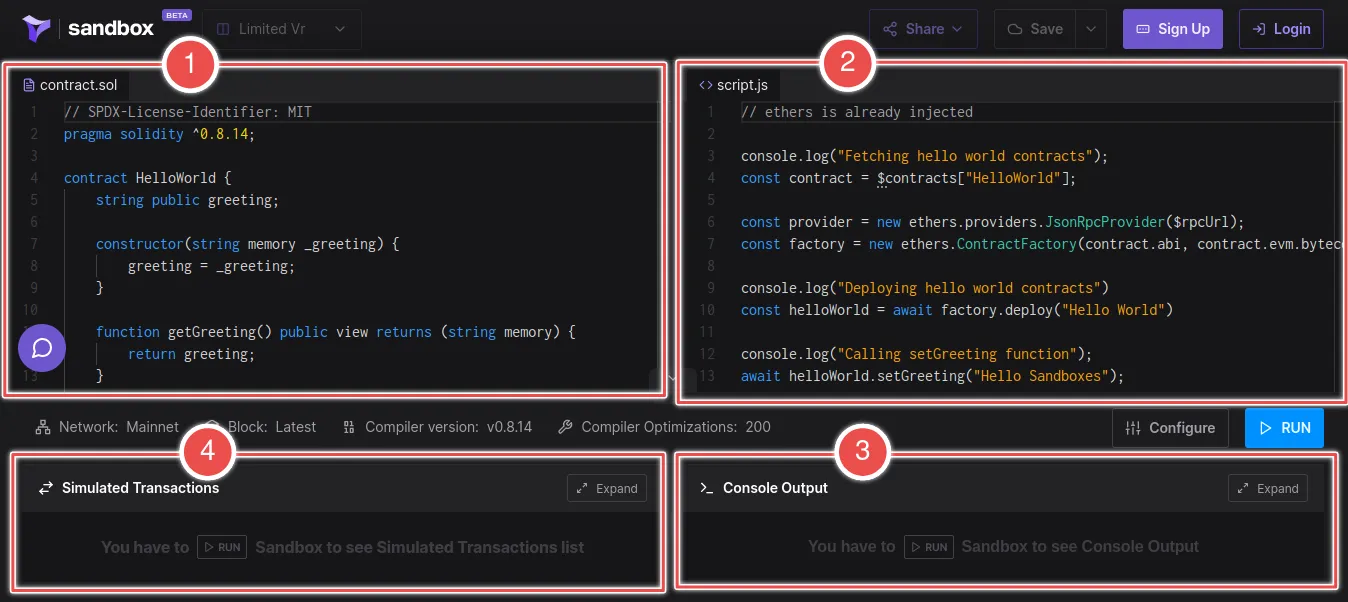 sandbox BETA
Limited Vr
Share
Save
Sign Up
Login
1
contract.sol
1 // SPDX-License-Identifier: MIT
2 pragma solidity ^0.8.14;
3
4 contract HelloWorld {
5 string public greeting;
6
7 constructor(string memory _greeting) {
8 greeting = _greeting;
9 }
10
function getGreeting() public view returns (string memory) {
return greeting;
13 }
2
script.js
1 // ethers is already injected
2
3 console.log("Fetching hello world contracts");
4 const contract = $contracts["HelloWorld"];
5
6 const provider = new ethers.providers.JsonRpcProvider($rpcUrl);
7 const factory = new ethers.ContractFactory(contract.abi, contract.evm.bytec
8
9 console.log("Deploying hello world contracts")
10 const helloWorld = await factory.deploy("Hello World")
11
12 console.log("Calling setGreeting function");
13 await helloWorld.setGreeting("Hello Sandboxes");
Network: Mainnet
Block: Latest
Compiler version: v0.8.14
Compiler Optimizations: 200
Configure
RUN
4
Simulated Transactions
Expand
You have to RUN Sandbox to see Simulated Transactions list
3
Console Output
Expand
You have to RUN Sandbox to see Console Output